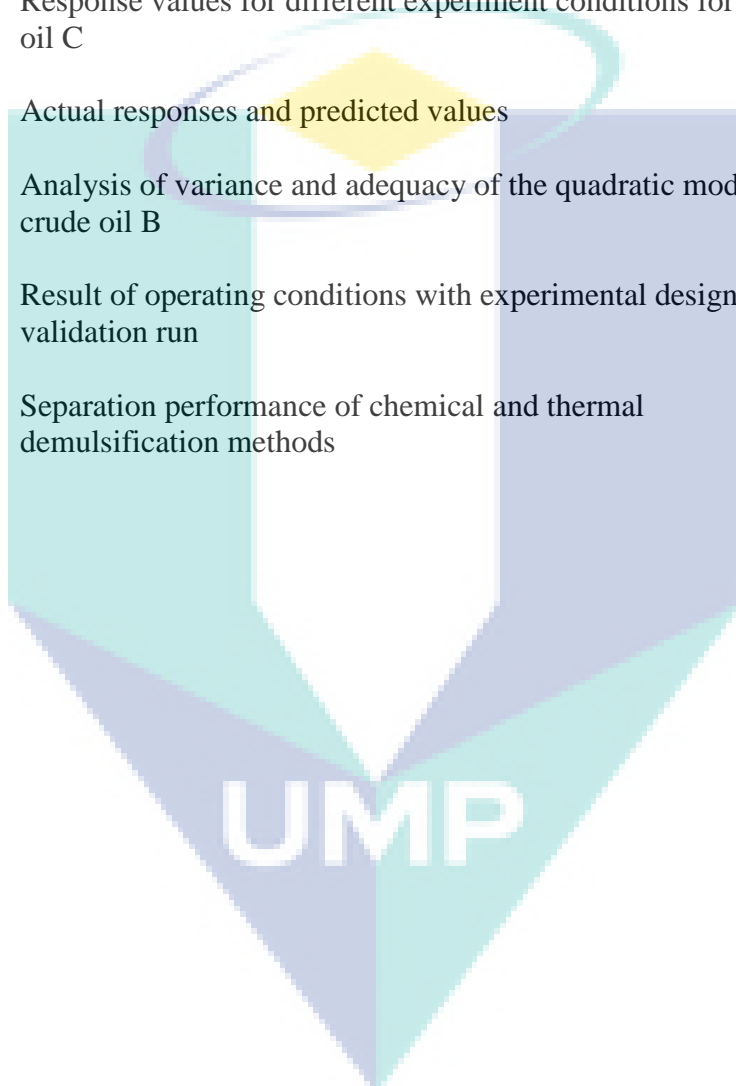 Response values for different experiment conditions for
oil C
Actual responses and predicted values
Analysis of variance and adequacy of the quadratic mod
crude oil B
Result of operating conditions with experimental design
validation run
Separation performance of chemical and thermal
demulsification methods
UMP